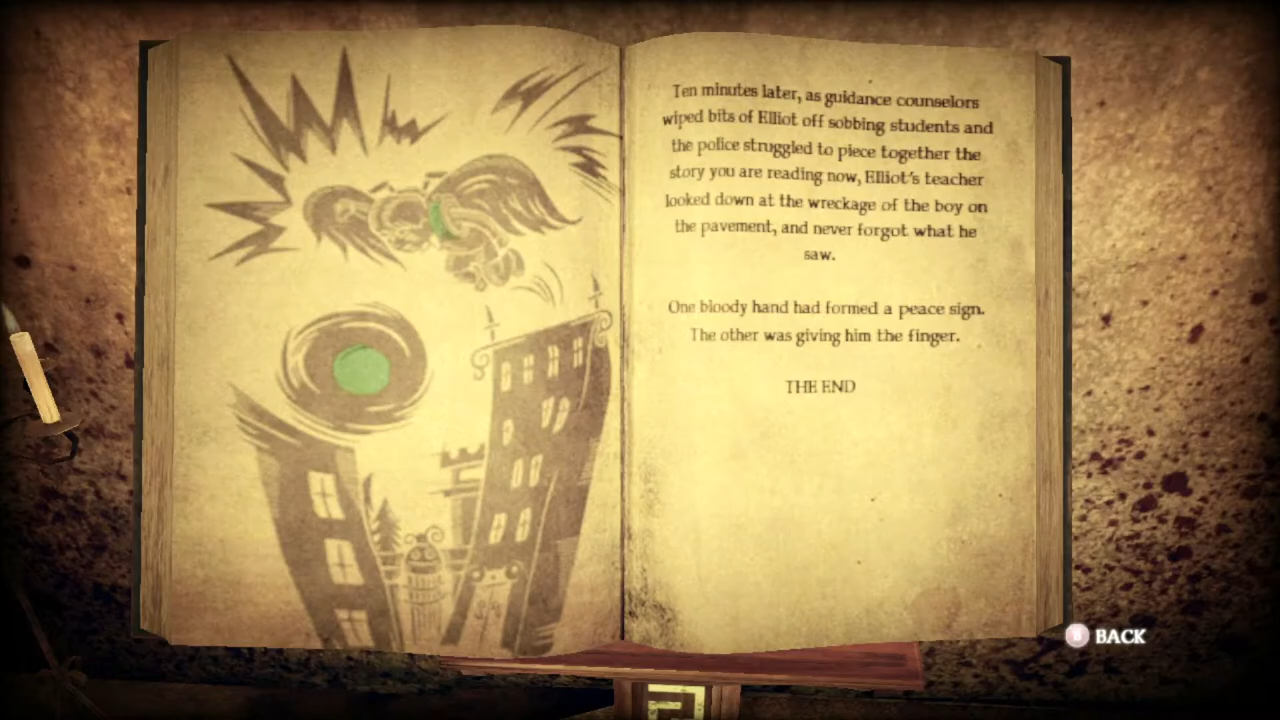 Ten minutes later, as guidance counselors
wiped bits of Elliot off sobbing students and
the police struggled to piece together the
story you are reading now, Elliot's teacher
looked down at the wreckage of the boy on
the pavement, and never forgot what he
saw.
One bloody hand had formed a peace sign.
The other was giving him the finger.
THE END
BACK